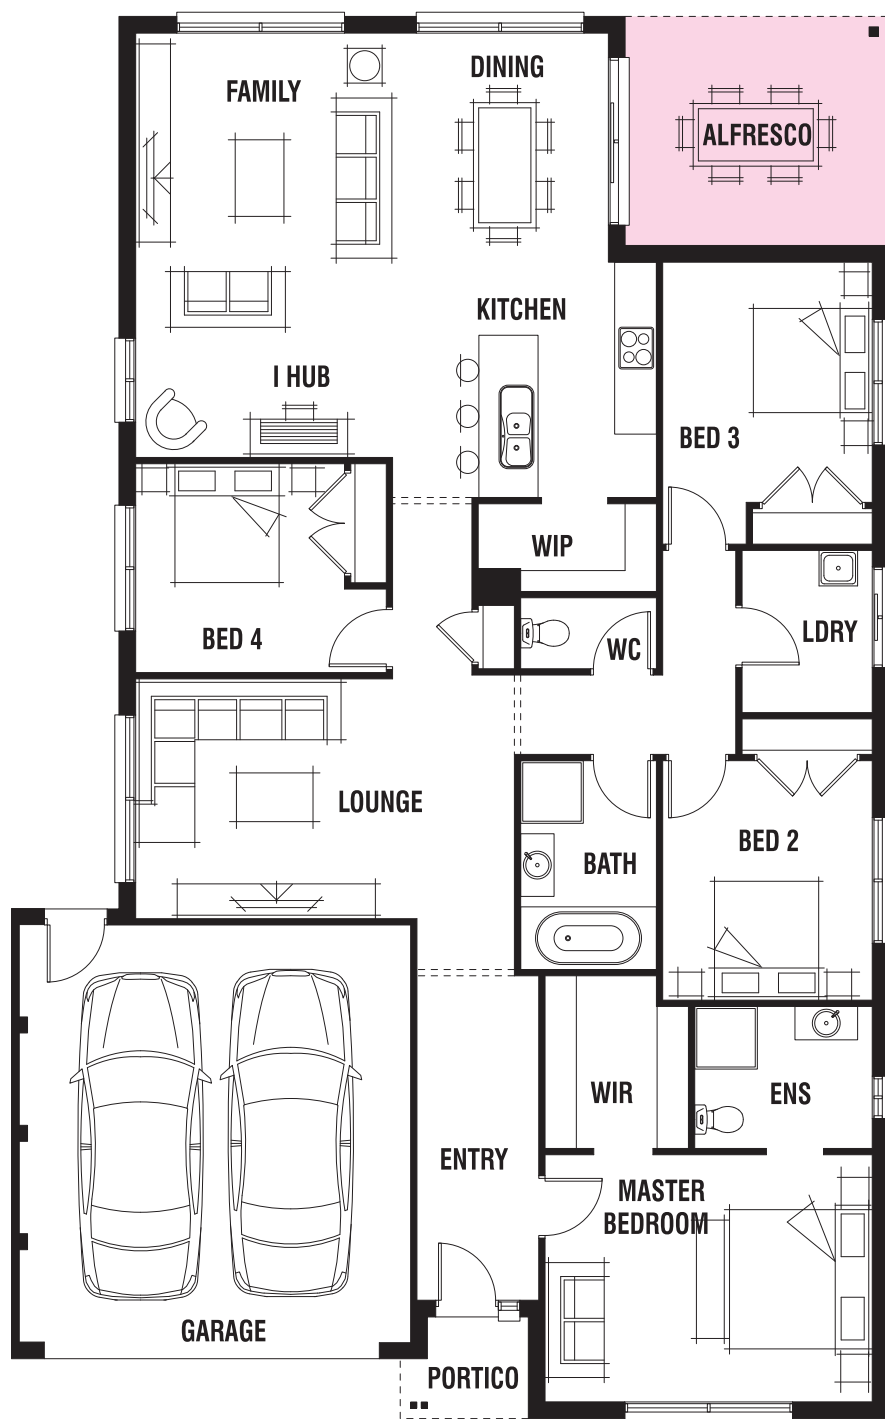 DINING
FAMILY
ALFRESCO
KITCHEN
I HUB
BED 3
WIP
LDRY
BED 4
WC
LOUNGE
BED 2
BATH
WIR
ENS
ENTRY
MASTER
BEDROOM
GARAGE
PORTICO